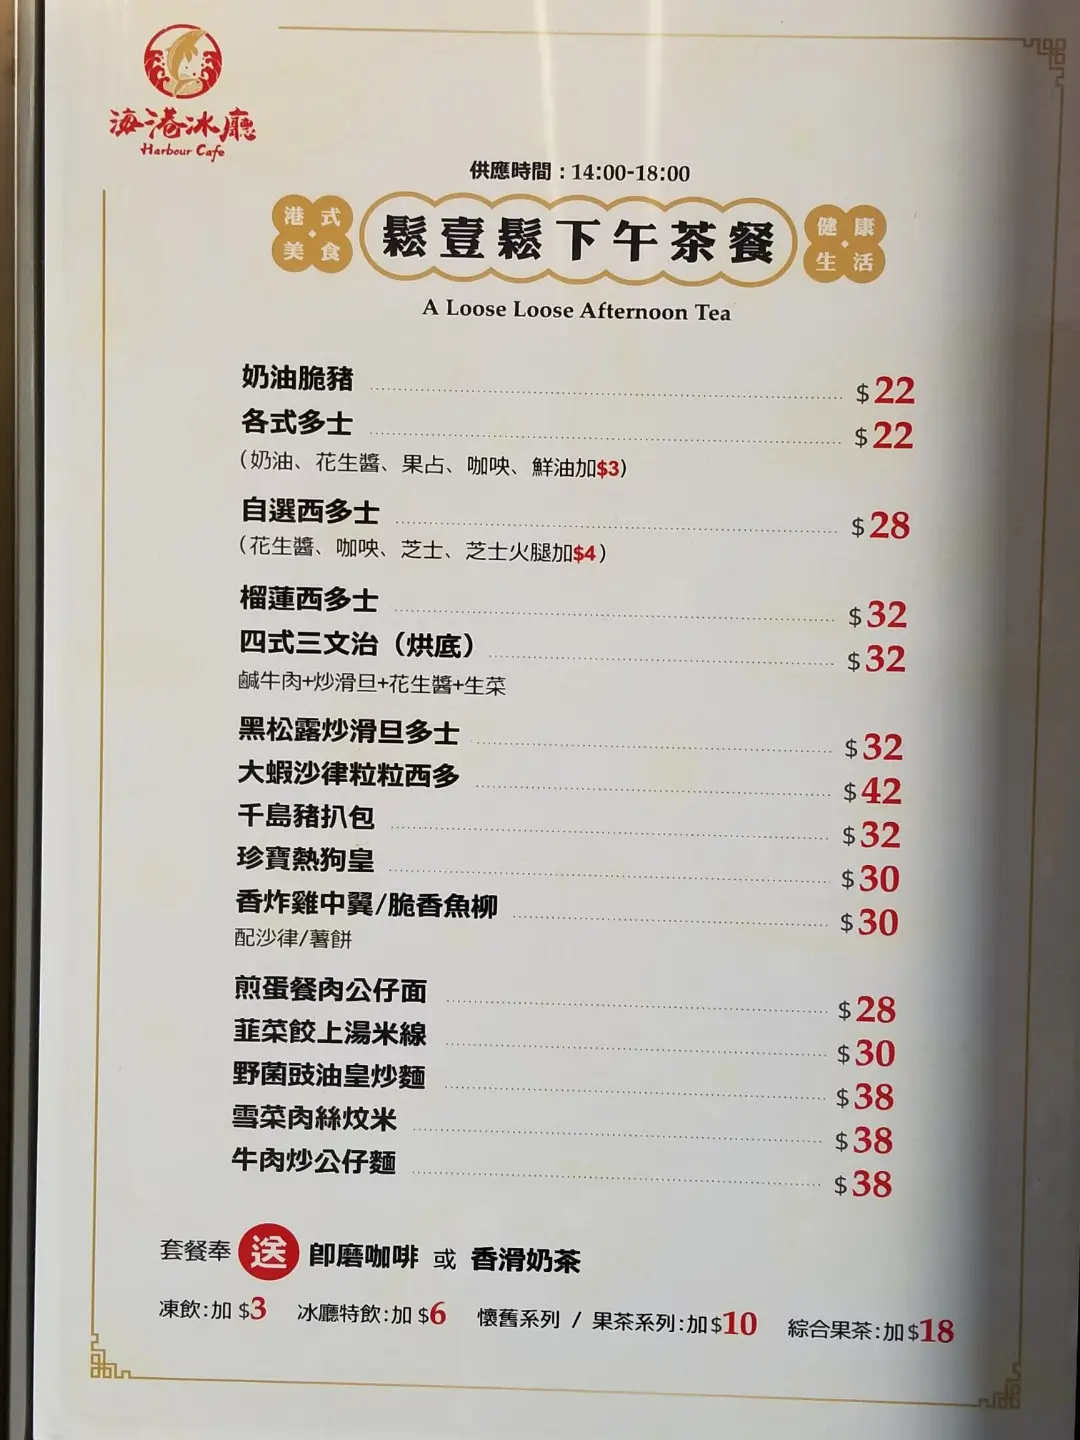 海港冰廳
Harbour Cafe
供應時間：14:00-18:00
港式美食
鬆壹鬆下午茶餐
健康生活
A Loose Loose Afternoon Tea
奶油脆豬 $22
各式多士 $22
（奶油、花生醬、果占、咖央、鮮油加$3）
自選西多士 $28
（花生醬、咖央、芝士、芝士火腿加$4）
榴蓮西多士 $32
四式三文治（烘底） $32
鹹牛肉+炒滑旦+花生醬+生菜
黑松露炒滑旦多士 $32
大蝦沙律粒粒西多 $42
千島豬扒包 $32
珍寶熱狗皇 $30
香炸雞中翼/脆香魚柳 $30
配沙律/薯餅
煎蛋餐肉公仔面 $28
韮菜餃上湯米線 $30
野菌豉油皇炒麵 $38
雪菜肉絲炆米 $38
牛肉炒公仔麵 $38
套餐奉送 即磨咖啡 或 香滑奶茶
凍飲:加 $3 冰廳特飲:加 $6 懷舊系列 / 果茶系列:加 $10 綜合果茶:加 $18